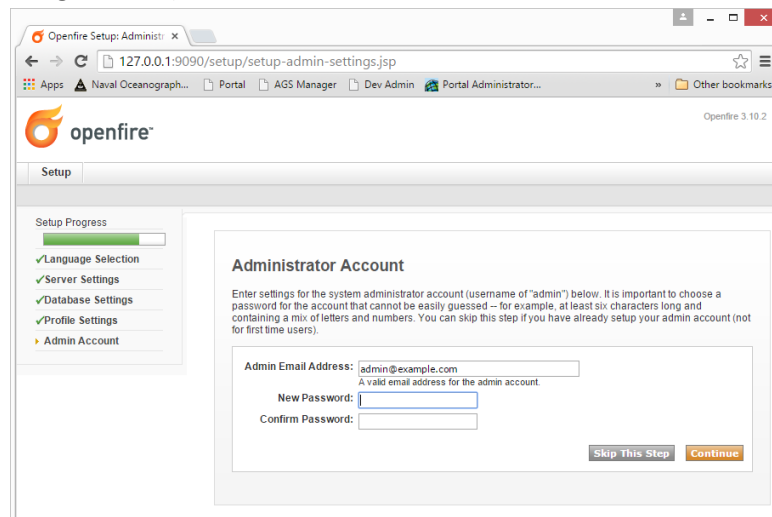 Openfire Setup: Administr
127.0.0.1:9090/setup/setup-admin-settings.jsp
Apps Naval Oceanograph... Portal AGS Manager Dev Admin Portal Administrator... » Other bookmarks
openfire™
Openfire 3.10.2
Setup
Setup Progress
✓Language Selection
✓Server Settings
✓Database Settings
✓Profile Settings
Admin Account
Administrator Account
Enter settings for the system administrator account (username of "admin") below. It is important to choose a
password for the account that cannot be easily guessed -- for example, at least six characters long and
containing a mix of letters and numbers. You can skip this step if you have already setup your admin account (not
for first time users).
Admin Email Address: admin@example.com
A valid email address for the admin account.
New Password:
Confirm Password:
Skip This Step Continue